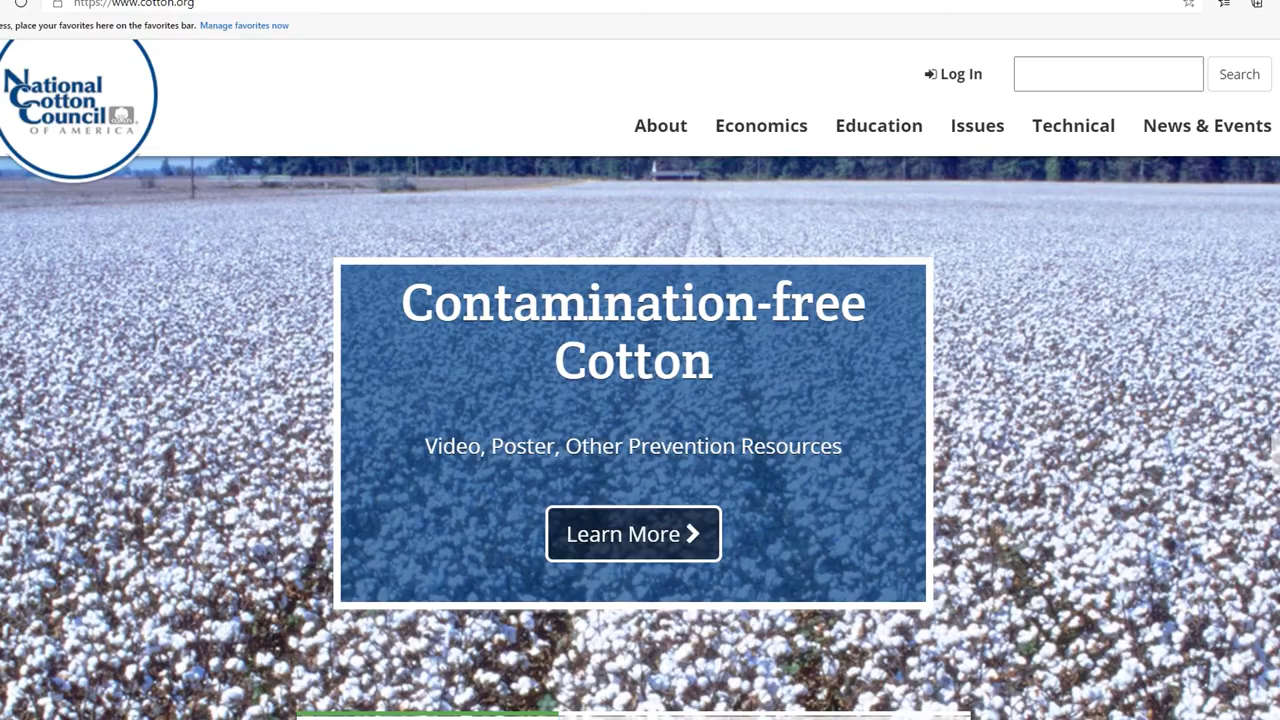 https://www.cotton.org
ess, place your favorites here on the favorites bar. Manage favorites now
National
Cotton
Council
OF AMERICA
Log In
Search
About Economics Education Issues Technical News & Events
Contamination-free
Cotton
Video, Poster, Other Prevention Resources
Learn More